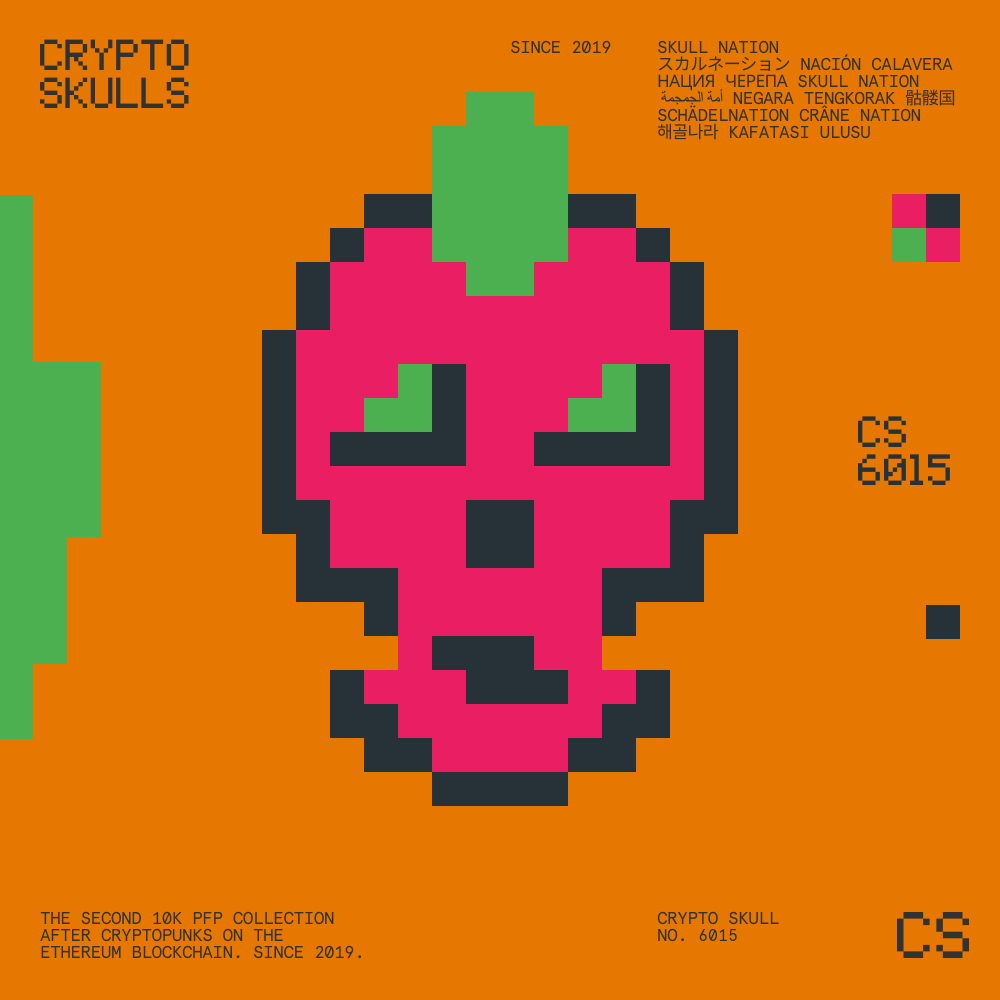 CRYPTO
SKULLS
SINCE 2019
SKULL NATION
スカルネーション NACIÓN CALAVERA
НАЦИЯ ЧЕРЕПА SKULL NATION
أمة الجمجمة NEGARA TENGKORAK 骷髅国
SCHÄDELNATION CRÂNE NATION
해골나라 KAFATASI ULUSU
CS
6015
THE SECOND 10K PFP COLLECTION
AFTER CRYPTOPUNKS ON THE
ETHEREUM BLOCKCHAIN. SINCE 2019.
CRYPTO SKULL
NO. 6015
CS